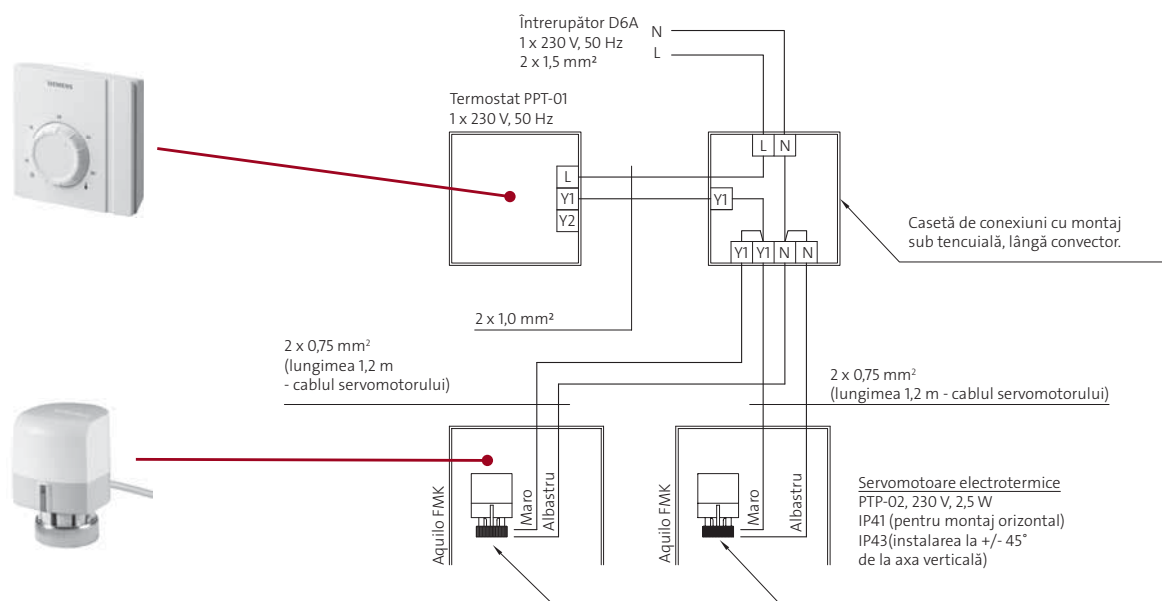 Întrerupător D6A
1 x 230 V, 50 Hz
2 x 1,5 mm²
N
L
SIEMENS
Termostat PPT-01
1 x 230 V, 50 Hz
L
Y1
Y2
L N
Y1
Y1 Y1 N N
Casetă de conexiuni cu montaj
sub tencuială, lângă convector.
2 x 1,0 mm²
2 x 0,75 mm²
(lungimea 1,2 m
- cablul servomotorului)
2 x 0,75 mm²
(lungimea 1,2 m - cablul servomotorului)
Aquilo FMK
Maro
Albastru
Aquilo FMK
Maro
Albastru
Servomotoare electrotermice
PTP-02, 230 V, 2,5 W
IP41 (pentru montaj orizontal)
IP43(instalarea la +/- 45°
de la axa verticală)